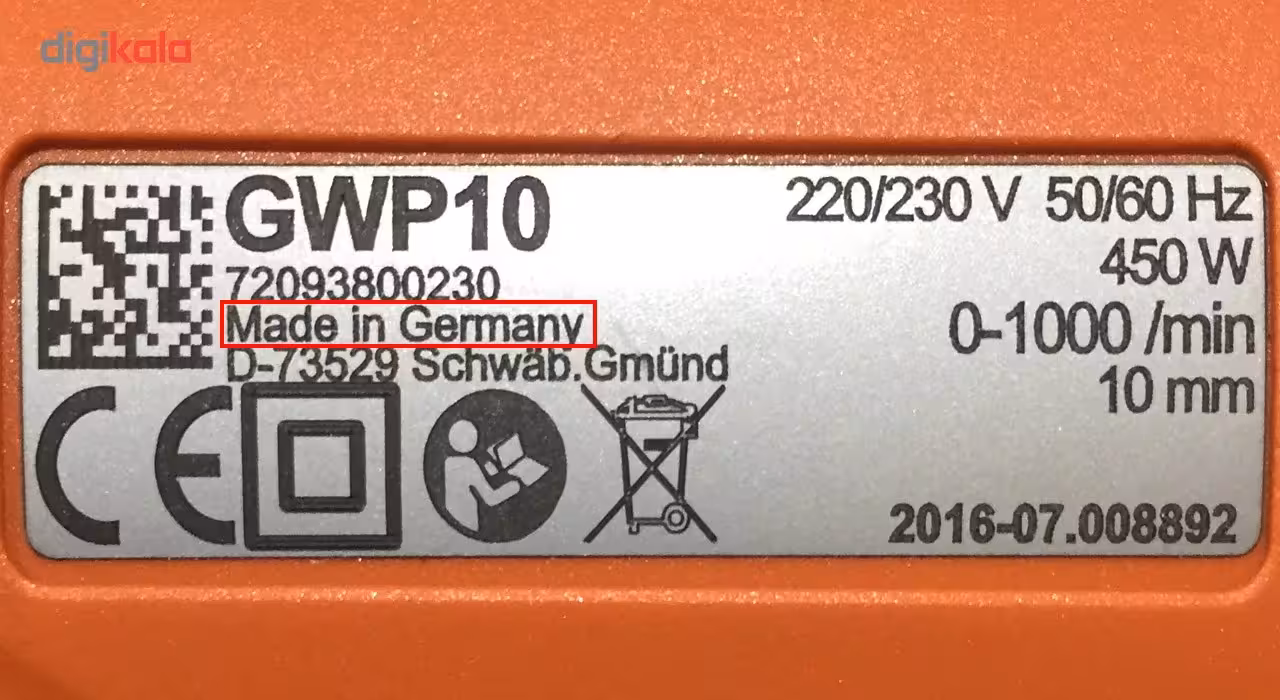 digikala
GWP10
72093800230
Made in Germany
D-73529 Schwäb.Gmünd
220/230 V 50/60 Hz
450 W
0-1000 /min
10 mm
CE
2016-07.008892